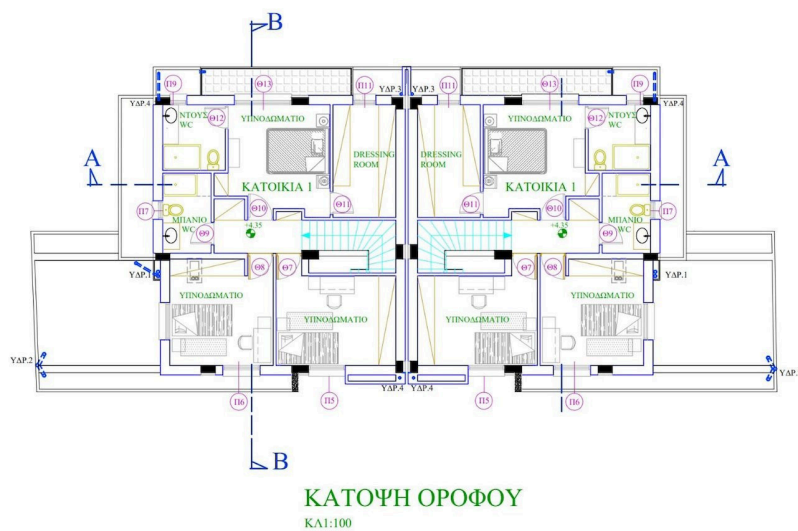 B
Π9 Θ13 Π11 Π11 Θ13 Π9
ΥΔΡ.4 ΥΔΡ.3 ΥΔΡ.3 ΥΔΡ.4
ΝΤΟΥΣ WC Θ12 ΥΠΝΟΔΩΜΑΤΙΟ ΥΠΝΟΔΩΜΑΤΙΟ Θ12 ΝΤΟΥΣ WC
DRESSING ROOM DRESSING ROOM
A A
ΚΑΤΟΙΚΙΑ 1 ΚΑΤΟΙΚΙΑ 1
Π7 Θ10 Θ11 Θ11 Θ10 Π7
ΜΠΑΝΙΟ WC Θ9 +4.35 +4.35 Θ9 ΜΠΑΝΙΟ WC
ΥΔΡ.1 Θ8 Θ7 Θ7 Θ8 ΥΔΡ.1
ΥΠΝΟΔΩΜΑΤΙΟ ΥΠΝΟΔΩΜΑΤΙΟ ΥΠΝΟΔΩΜΑΤΙΟ ΥΠΝΟΔΩΜΑΤΙΟ
ΥΔΡ.2 ΥΔΡ.
ΥΔΡ.4 ΥΔΡ.4
Π6 Π5 Π5 Π6
B
ΚΑΤΟΨΗ ΟΡΟΦΟΥ
ΚΛ1:100